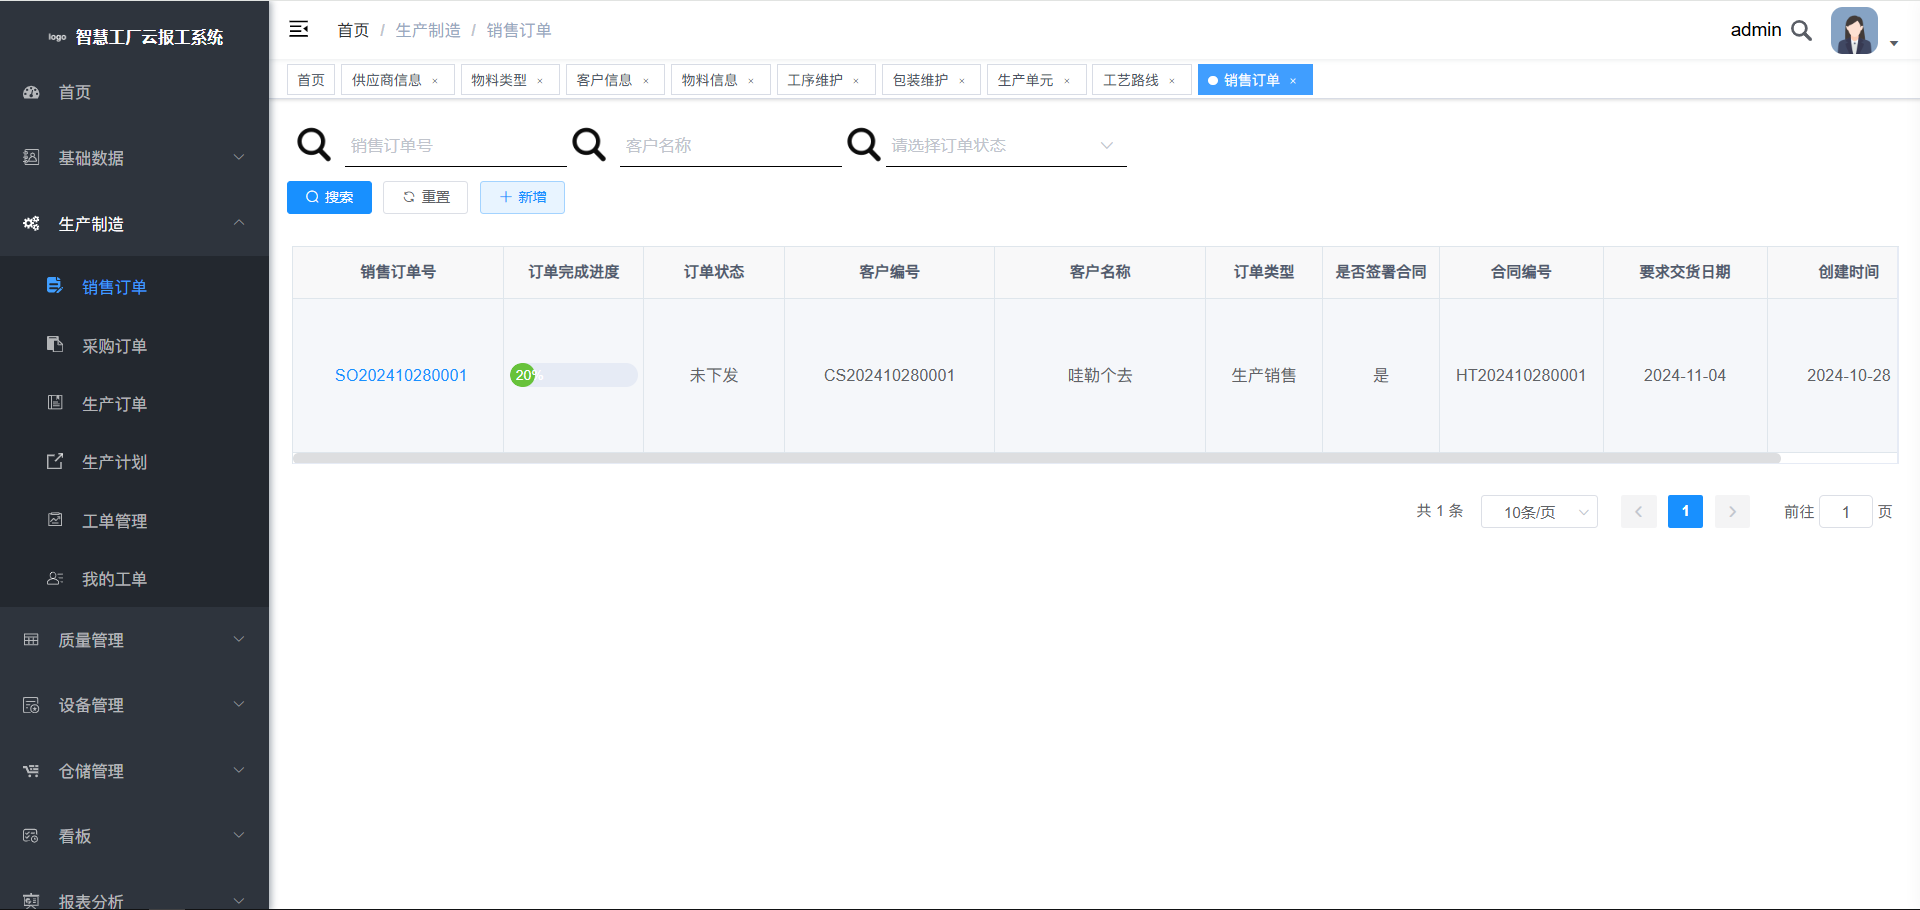 logo 智慧工厂云报工系统
首页
基础数据
生产制造
销售订单
采购订单
生产订单
生产计划
工单管理
我的工单
质量管理
设备管理
仓储管理
看板
报表分析
首页 / 生产制造 / 销售订单
admin
首页 供应商信息 × 物料类型 × 客户信息 × 物料信息 × 工序维护 × 包装维护 × 生产单元 × 工艺路线 × 销售订单 ×
销售订单号 客户名称 请选择订单状态
搜索 重置 新增
销售订单号 订单完成进度 订单状态 客户编号 客户名称 订单类型 是否签署合同 合同编号 要求交货日期 创建时间
SO202410280001 20% 未下发 CS202410280001 哇勒个去 生产销售 是 HT202410280001 2024-11-04 2024-10-28
共 1 条 10条/页 1 前往 1 页